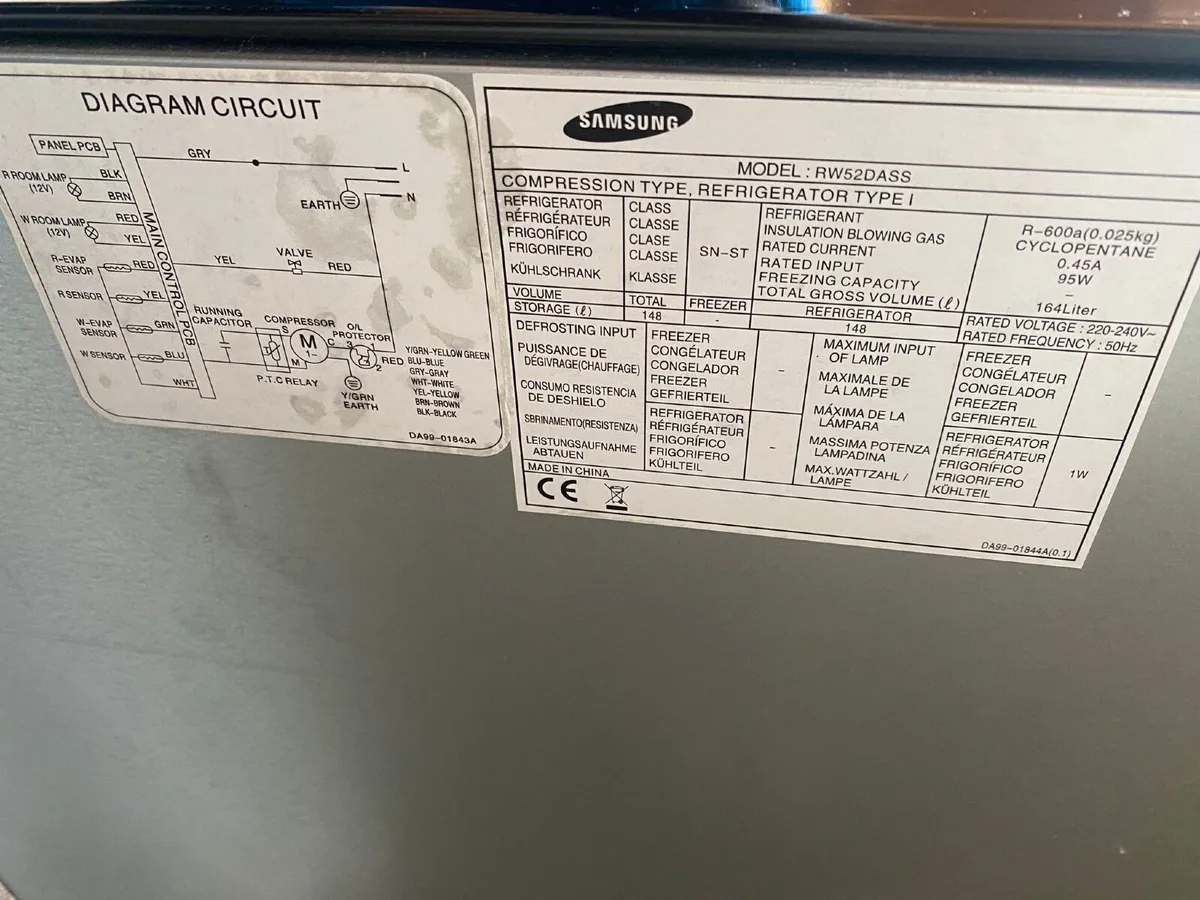 DIAGRAM CIRCUIT
PANEL PCB
GRY
L
BLK
R ROOM LAMP
(12V)
BRN
EARTH
N
W ROOM LAMP
(12V)
RED
YEL
MAIN CONTROL PCB
R-EVAP
SENSOR
RED
YEL
VALVE
RED
R SENSOR
YEL
W-EVAP
SENSOR
GRN
RUNNING
CAPACITOR
COMPRESSOR
S
M
1~
C
M
O/L
PROTECTOR
3
1
2
RED
W SENSOR
BLU
WHT
P.T.C RELAY
Y/GRN
EARTH
Y/GRN-YELLOW GREEN
BLU-BLUE
GRY-GRAY
WHT-WHITE
YEL-YELLOW
BRN-BROWN
BLK-BLACK
DA99-01843A
SAMSUNG
MODEL : RW52DASS
COMPRESSION TYPE, REFRIGERATOR TYPE I
REFRIGERATOR CLASS
RÉFRIGÉRATEUR CLASSE
FRIGORÍFICO CLASE
FRIGORIFERO CLASSE
KÜHLSCHRANK KLASSE
SN-ST
REFRIGERANT R-600a(0.025kg)
INSULATION BLOWING GAS CYCLOPENTANE
RATED CURRENT 0.45A
RATED INPUT 95W
FREEZING CAPACITY –
TOTAL GROSS VOLUME (ℓ) 164Liter
VOLUME TOTAL FREEZER REFRIGERATOR
STORAGE (ℓ) 148 - 148
RATED VOLTAGE : 220-240V~
RATED FREQUENCY : 50Hz
DEFROSTING INPUT
PUISSANCE DE
DÉGIVRAGE(CHAUFFAGE)
CONSUMO RESISTENCIA
DE DESHIELO
SBRINAMENTO(RESISTENZA)
LEISTUNGSAUFNAHME
ABTAUEN
FREEZER
CONGÉLATEUR
CONGELADOR
FREEZER
GEFRIERTEIL
–
REFRIGERATOR
RÉFRIGÉRATEUR
FRIGORÍFICO
FRIGORIFERO
KÜHLTEIL
–
MAXIMUM INPUT
OF LAMP
MAXIMALE DE
LA LAMPE
MÁXIMA DE LA
LÁMPARA
MASSIMA POTENZA
LAMPADINA
MAX.WATTZAHL /
LAMPE
FREEZER
CONGÉLATEUR
CONGELADOR
FREEZER
GEFRIERTEIL
–
REFRIGERATOR
RÉFRIGÉRATEUR
FRIGORÍFICO
FRIGORIFERO
KÜHLTEIL
1W
MADE IN CHINA
CE
DA99-01844A(0.1)